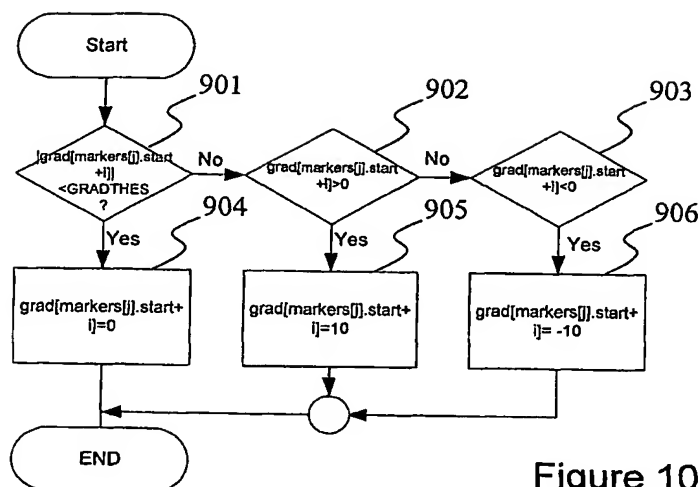 Start
901
902
903
|grad[markers[j].start
+i]|
<GRADTHES
?
No
grad[markers[j].start
+i]>0
No
grad[markers[j].start
+i]<0
904
Yes
905
Yes
906
Yes
grad[markers[j].start+
i]=0
grad[markers[j].start+
i]=10
grad[markers[j].start+
i]= -10
END
Figure 10